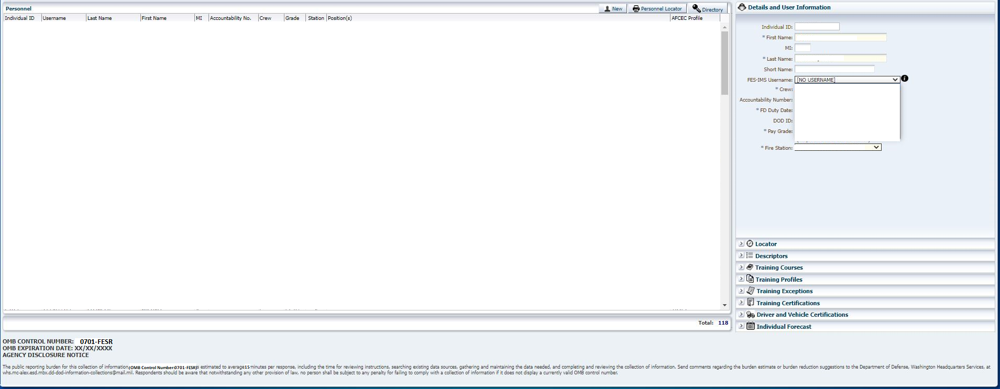 Personnel
New
Personnel Locator
Directory
Individual ID Username Last Name First Name MI Accountability No. Crew Grade Station Position(s) AFCEC Profile
Total: 118
Details and User Information
Individual ID:
* First Name:
MI:
* Last Name:
Short Name:
FES-IMS Username: [NO USERNAME]
* Crew:
Accountability Number:
* FD Duty Date:
DOD ID:
* Pay Grade:
* Fire Station:
Locator
Descriptors
Training Courses
Training Profiles
Training Exceptions
Training Certifications
Driver and Vehicle Certifications
Individual Forecast
OMB CONTROL NUMBER: 0701-FESR
OMB EXPIRATION DATE: XX/XX/XXXX
AGENCY DISCLOSURE NOTICE
The public reporting burden for this collection of information,(OMB Control Number:0701-FESR)s estimated to average15minutes per response, including the time for reviewing instructions, searching existing data sources, gathering and maintaining the data needed, and completing and reviewing the collection of information. Send comments regarding the burden estimate or burden reduction suggestions to the Department of Defense, Washington Headquarters Services, at
whs.mc-alex.esd.mbx.dd-dod-information-collections@mail.mil. Respondents should be aware that notwithstanding any other provision of law, no person shall be subject to any penalty for failing to comply with a collection of information if it does not display a currently valid OMB control number.